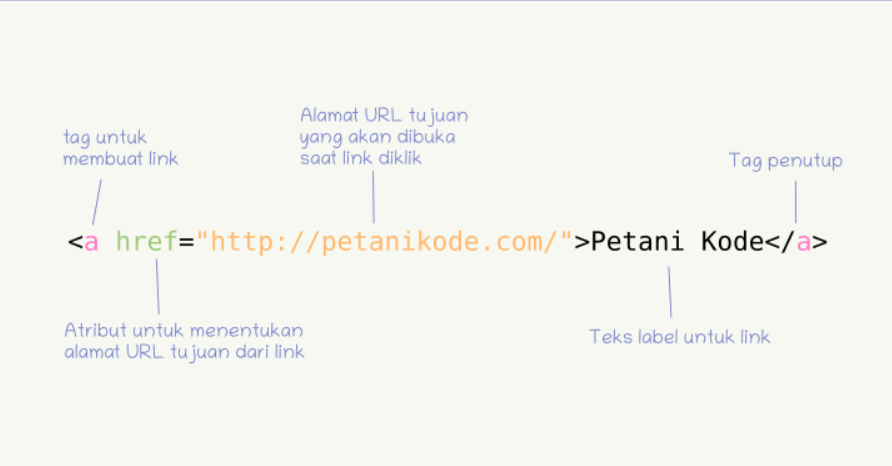 tag untuk
membuat link
Alamat URL tujuan
yang akan dibuka
saat link diklik
Tag penutup
<a href="http://petanikode.com/">Petani Kode</a>
Atribut untuk menentukan
alamat URL tujuan dari link
Teks label untuk link